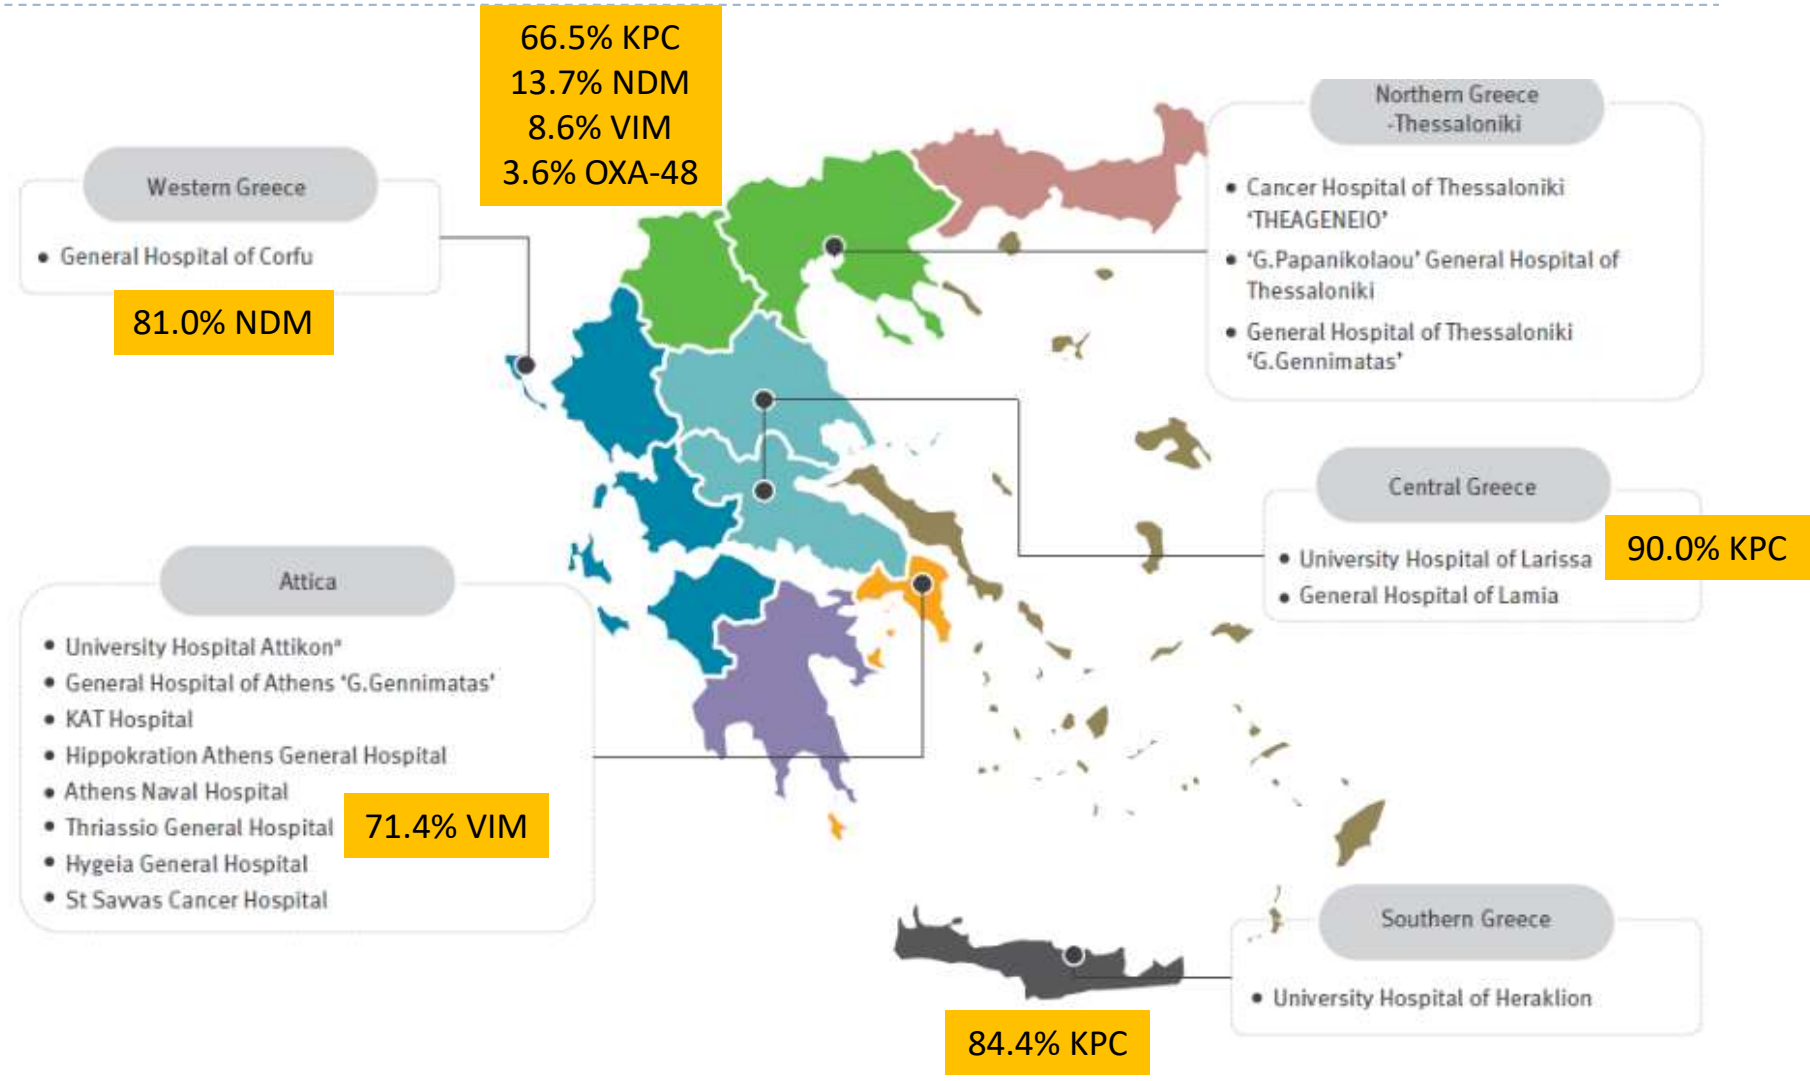 66.5% KPC
13.7% NDM
8.6% VIM
3.6% OXA-48
Western Greece
• General Hospital of Corfu
81.0% NDM
Northern Greece
-Thessaloniki
• Cancer Hospital of Thessaloniki
‘THEAGENEIO’
• ‘G.Papanikolaou’ General Hospital of
Thessaloniki
• General Hospital of Thessaloniki
‘G.Gennimatas’
Central Greece
• University Hospital of Larissa
• General Hospital of Lamia
90.0% KPC
Attica
• University Hospital Attikonª
• General Hospital of Athens ‘G.Gennimatas’
• KAT Hospital
• Hippokration Athens General Hospital
• Athens Naval Hospital
• Thriassio General Hospital
• Hygeia General Hospital
• St Savvas Cancer Hospital
71.4% VIM
Southern Greece
• University Hospital of Heraklion
84.4% KPC